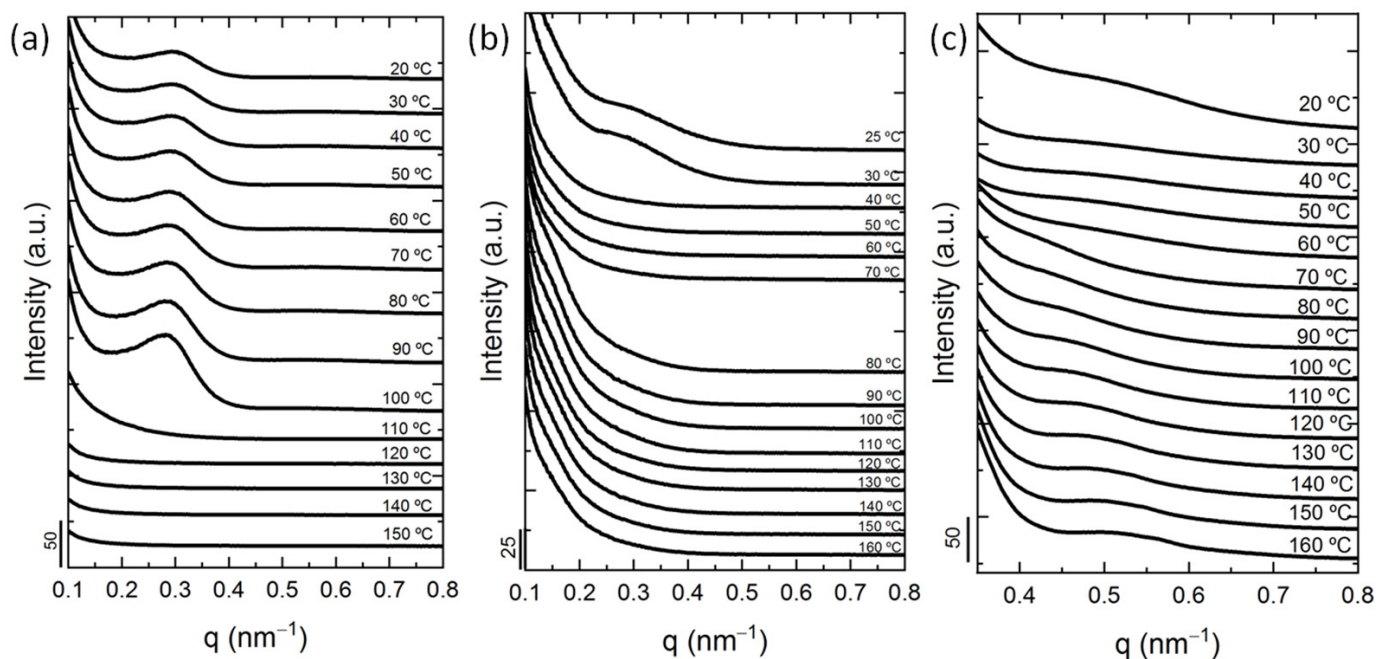 (a)
20 ºC
30 ºC
40 ºC
50 ºC
60 ºC
70 ºC
80 ºC
90 ºC
100 ºC
110 ºC
120 ºC
130 ºC
140 ºC
150 ºC
50
Intensity (a.u.)
0.1 0.2 0.3 0.4 0.5 0.6 0.7 0.8
q (nm⁻¹)
(b)
25 ºC
30 ºC
40 ºC
50 ºC
60 ºC
70 ºC
80 ºC
90 ºC
100 ºC
110 ºC
120 ºC
130 ºC
140 ºC
150 ºC
160 ºC
25
Intensity (a.u.)
0.1 0.2 0.3 0.4 0.5 0.6 0.7 0.8
q (nm⁻¹)
(c)
20 ºC
30 ºC
40 ºC
50 ºC
60 ºC
70 ºC
80 ºC
90 ºC
100 ºC
110 ºC
120 ºC
130 ºC
140 ºC
150 ºC
160 ºC
50
Intensity (a.u.)
0.4 0.5 0.6 0.7 0.8
q (nm⁻¹)